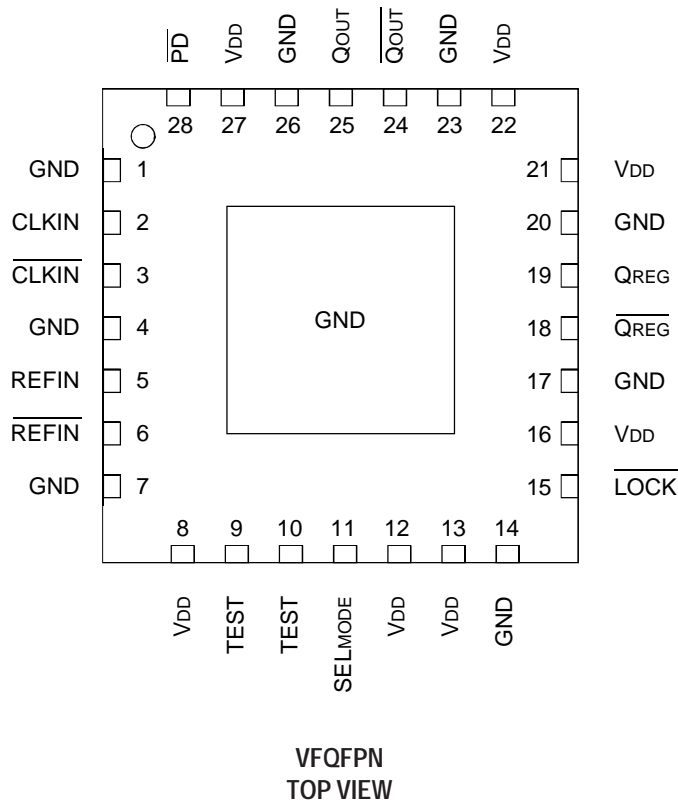 PD VDD GND QOUT QOUT GND VDD
28 27 26 25 24 23 22
GND 1 21 VDD
CLKIN 2 20 GND
CLKIN 3 19 QREG
GND 4 GND 18 QREG
REFIN 5 17 GND
REFIN 6 16 VDD
GND 7 15 LOCK
8 9 10 11 12 13 14
VDD TEST TEST SELMODE VDD VDD GND
VFQFPN
TOP VIEW